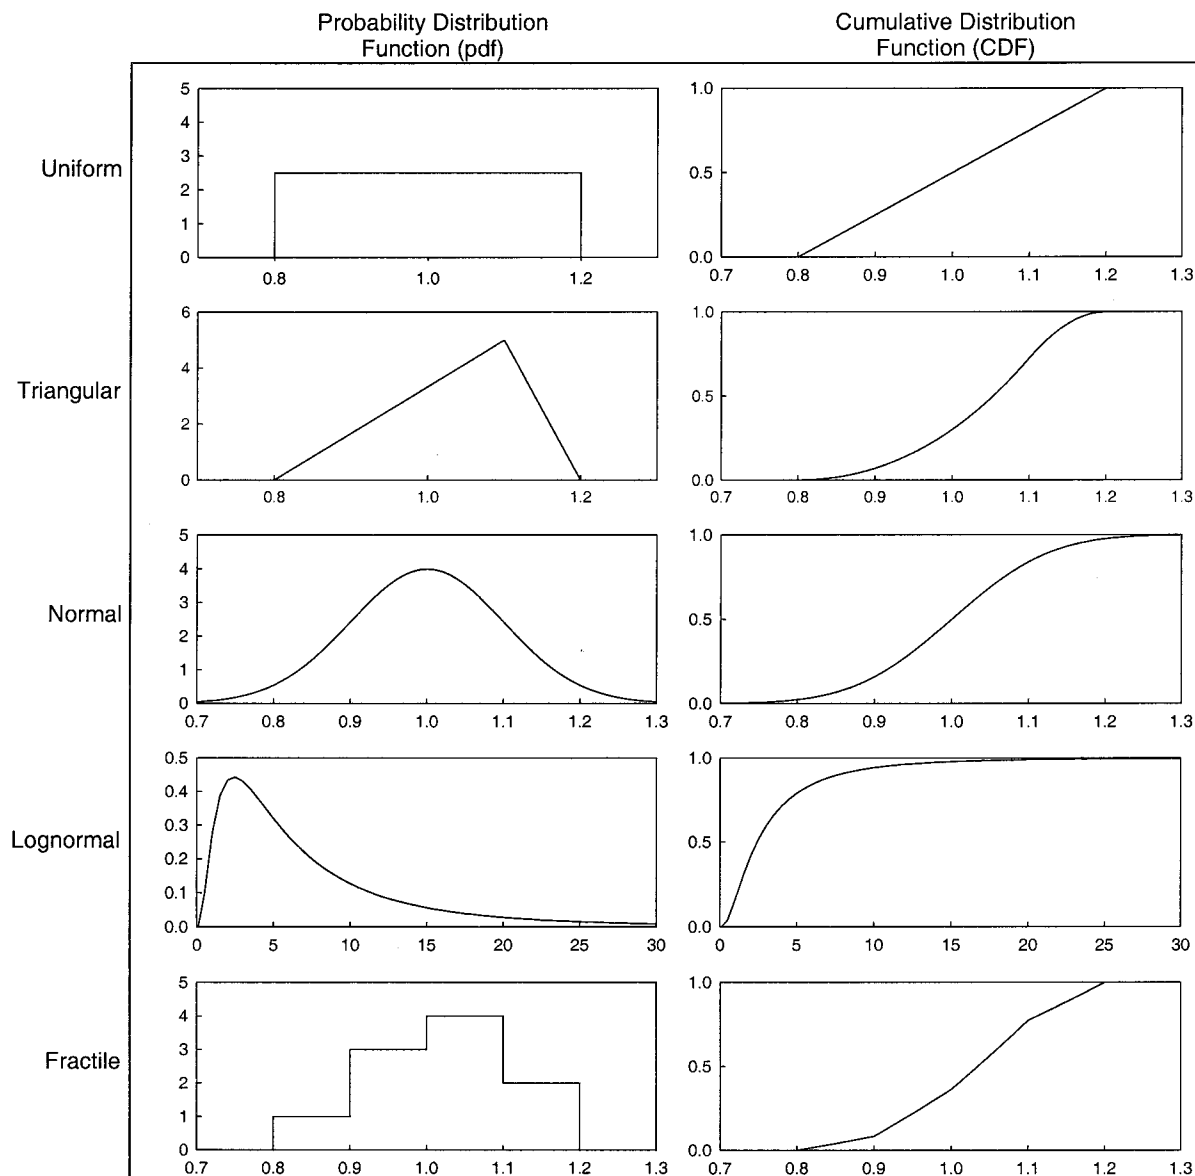 Probability Distribution
Function (pdf)
Cumulative Distribution
Function (CDF)
Uniform
5
4
3
2
1
0
0.8 1.0 1.2
1.0
0.5
0.0
0.7 0.8 0.9 1.0 1.1 1.2 1.3
Triangular
6
4
2
0
0.8 1.0 1.2
1.0
0.5
0.0
0.7 0.8 0.9 1.0 1.1 1.2 1.3
Normal
5
4
3
2
1
0
0.7 0.8 0.9 1.0 1.1 1.2 1.3
1.0
0.5
0.0
0.7 0.8 0.9 1.0 1.1 1.2 1.3
Lognormal
0.5
0.4
0.3
0.2
0.1
0.0
0 5 10 15 20 25 30
1.0
0.5
0.0
0 5 10 15 20 25 30
Fractile
5
4
3
2
1
0
0.7 0.8 0.9 1.0 1.1 1.2 1.3
1.0
0.5
0.0
0.7 0.8 0.9 1.0 1.1 1.2 1.3